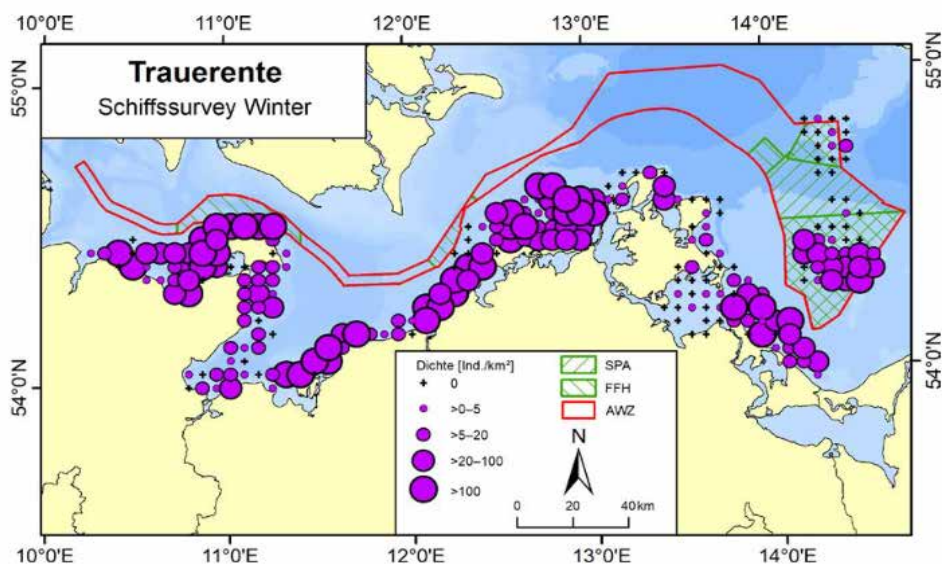 10°0'E 11°0'E 12°0'E 13°0'E 14°0'E
Trauerente
Schiffssurvey Winter
55°0'N
55°0'N
54°0'N
54°0'N
Dichte [Ind./km²]
0
>0–5
>5–20
>20–100
>100
SPA
FFH
AWZ
N
0 20 40 km
10°0'E 11°0'E 12°0'E 13°0'E 14°0'E